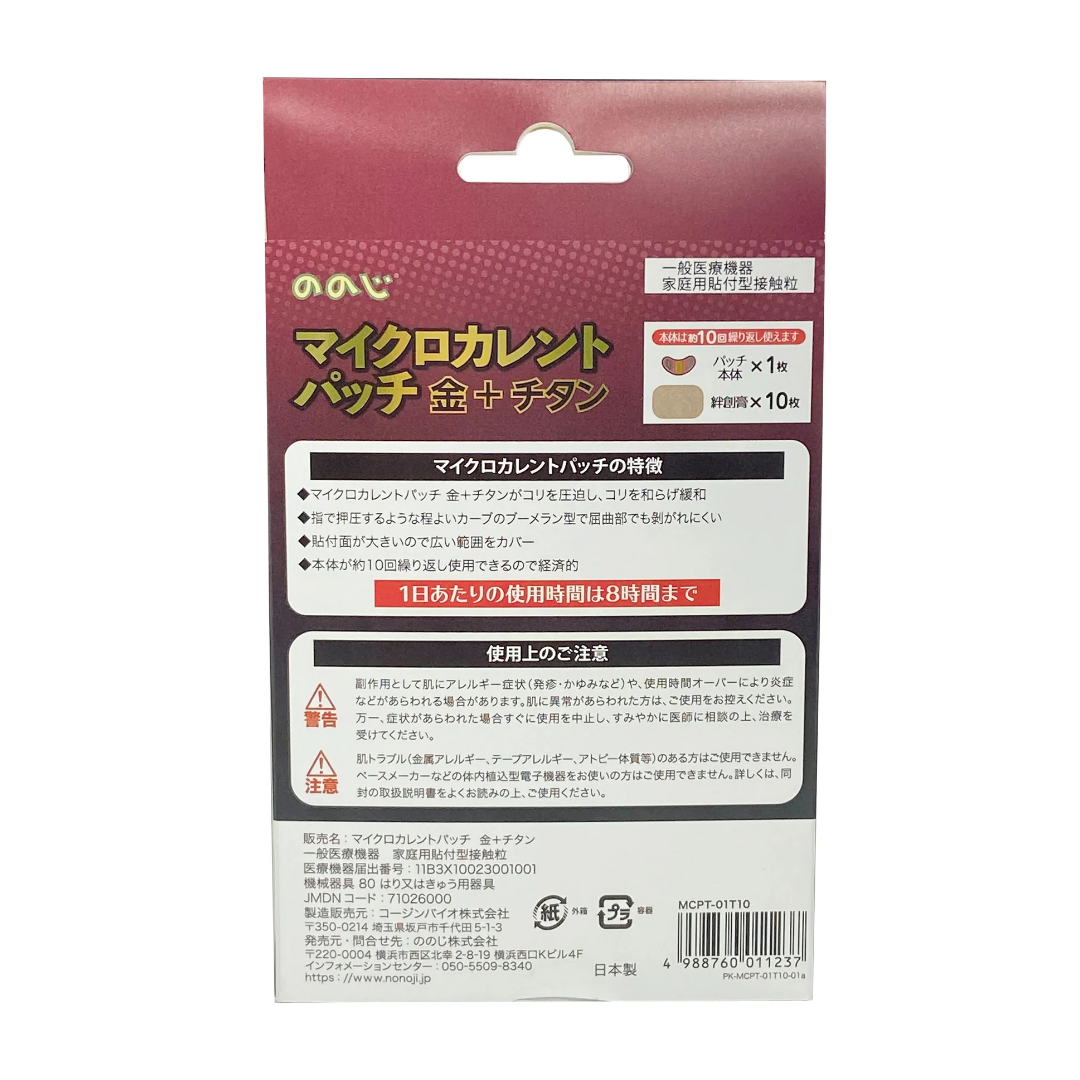 ののじ
一般医療機器
家庭用貼付型接触粒
マイクロカレント
パッチ 金+チタン
本体は約10回繰り返し使えます
パッチ
本体
×1枚
絆創膏×10枚
マイクロカレントパッチの特徴
◆マイクロカレントパッチ 金+チタンがコリを圧迫し、コリを和らげ緩和
◆指で押圧するような程よいカーブのブーメラン型で屈曲部でも剝がれにくい
◆貼付面が大きいので広い範囲をカバー
◆本体が約10回繰り返し使用できるので経済的
1日あたりの使用時間は8時間まで
使用上のご注意
警告
副作用として肌にアレルギー症状(発疹・かゆみなど)や、使用時間オーバーにより炎症
などがあらわれる場合があります。肌に異常があらわれた方は、ご使用をお控えください。
万一、症状があらわれた場合すぐに使用を中止し、すみやかに医師に相談の上、治療を
受けてください。
注意
肌トラブル(金属アレルギー、テープアレルギー、アトピー体質等)のある方はご使用できません。
ペースメーカーなどの体内植込型電子機器をお使いの方はご使用できません。詳しくは、同
封の取扱説明書をよくお読みの上、ご使用ください。
販売名:マイクロカレントパッチ 金+チタン
一般医療機器 家庭用貼付型接触粒
医療機器届出番号:11B3X10023001001
機械器具 80 はり又はきゅう用器具
JMDNコード:71026000
製造販売元:コージンバイオ株式会社
〒350-0214 埼玉県坂戸市千代田5-1-3
発売元・問合せ先:ののじ株式会社
〒220-0004 横浜市西区北幸2-8-19 横浜西口Kビル4F
インフォメーションセンター:050-5509-8340
https://www.nonoji.jp
紙 外箱
プラ 容器
日本製
MCPT-01T10
4 988760 011237
PK-MCPT-01T10-01a